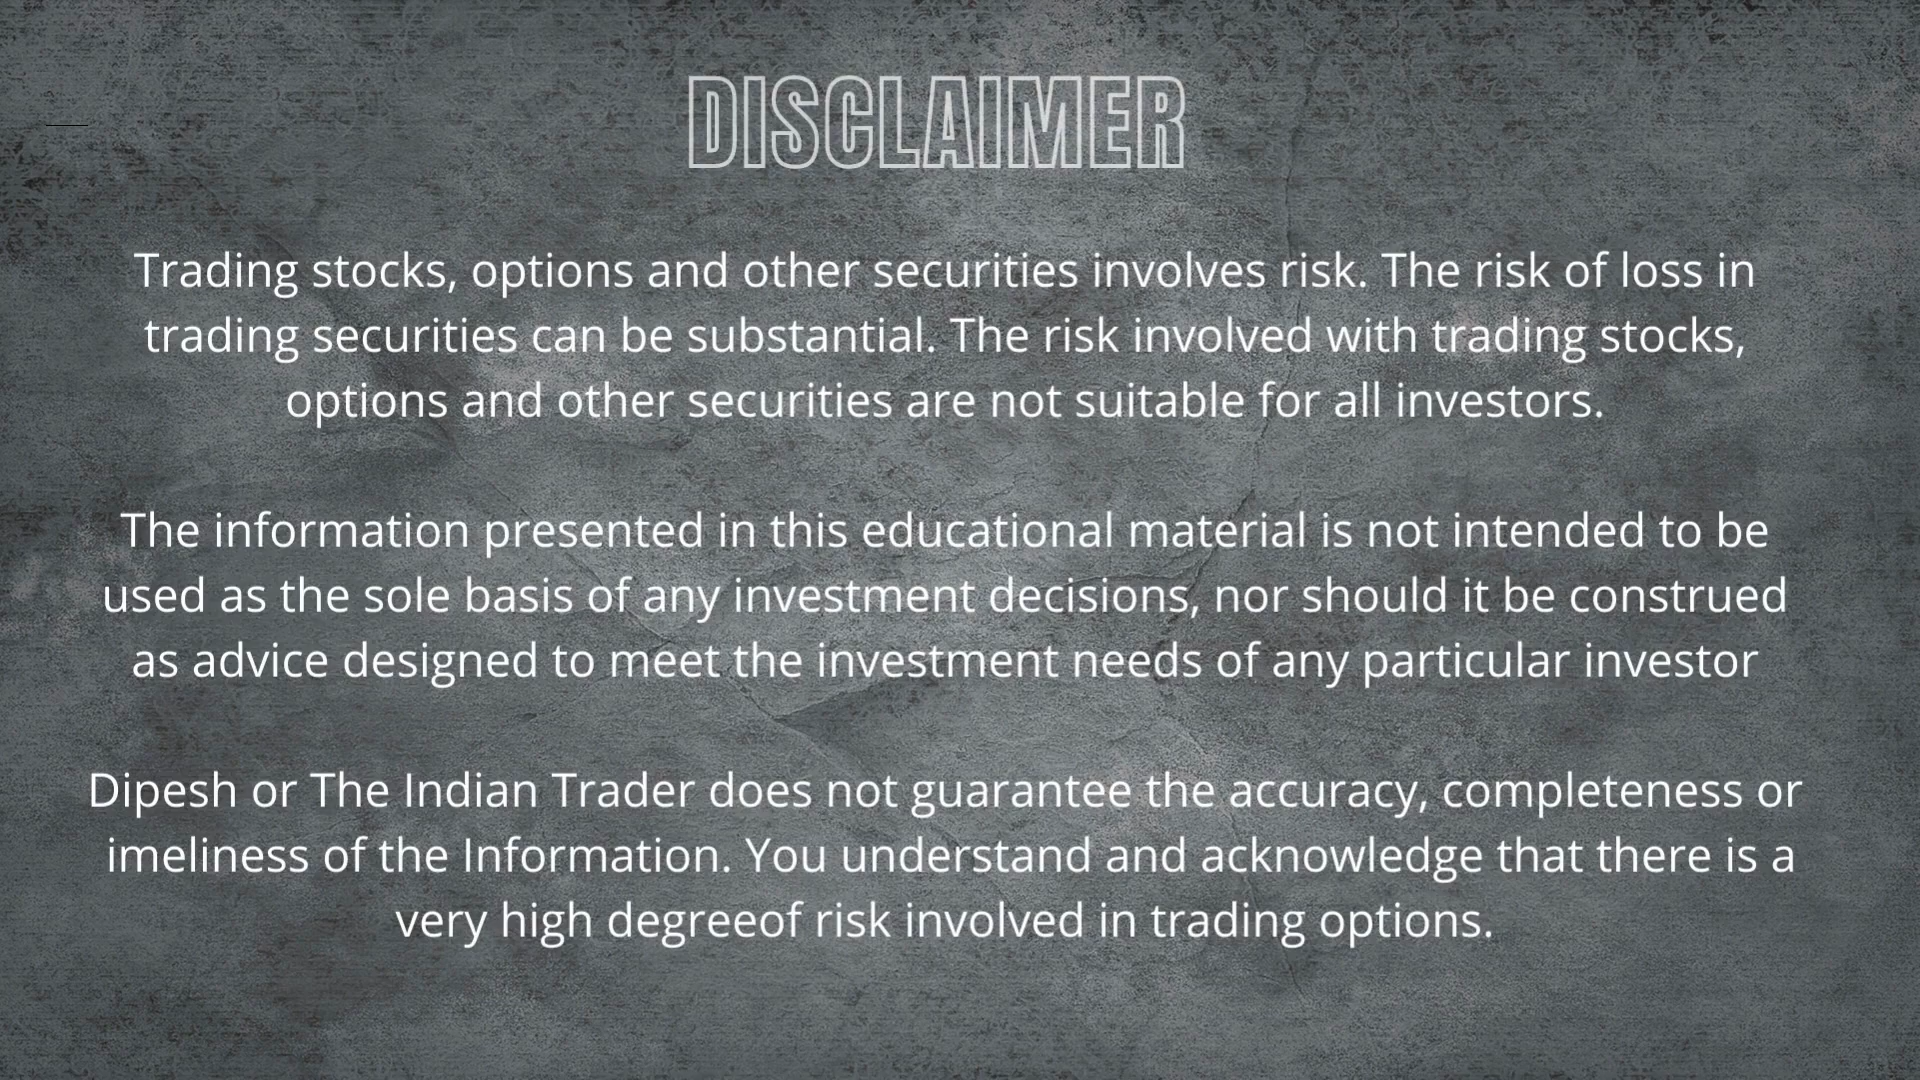 DISCLAIMER
Trading stocks, options and other securities involves risk. The risk of loss in
trading securities can be substantial. The risk involved with trading stocks,
options and other securities are not suitable for all investors.
The information presented in this educational material is not intended to be
used as the sole basis of any investment decisions, nor should it be construed
as advice designed to meet the investment needs of any particular investor
Dipesh or The Indian Trader does not guarantee the accuracy, completeness or
imeliness of the Information. You understand and acknowledge that there is a
very high degreeof risk involved in trading options.